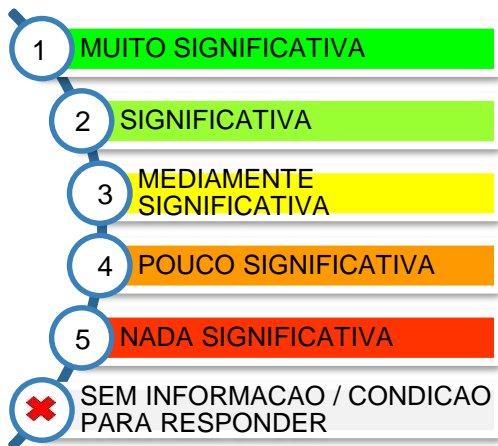 1 MUITO SIGNIFICATIVA
2 SIGNIFICATIVA
3 MEDIAMENTE
SIGNIFICATIVA
4 POUCO SIGNIFICATIVA
5 NADA SIGNIFICATIVA
SEM INFORMACAO / CONDICAO
PARA RESPONDER